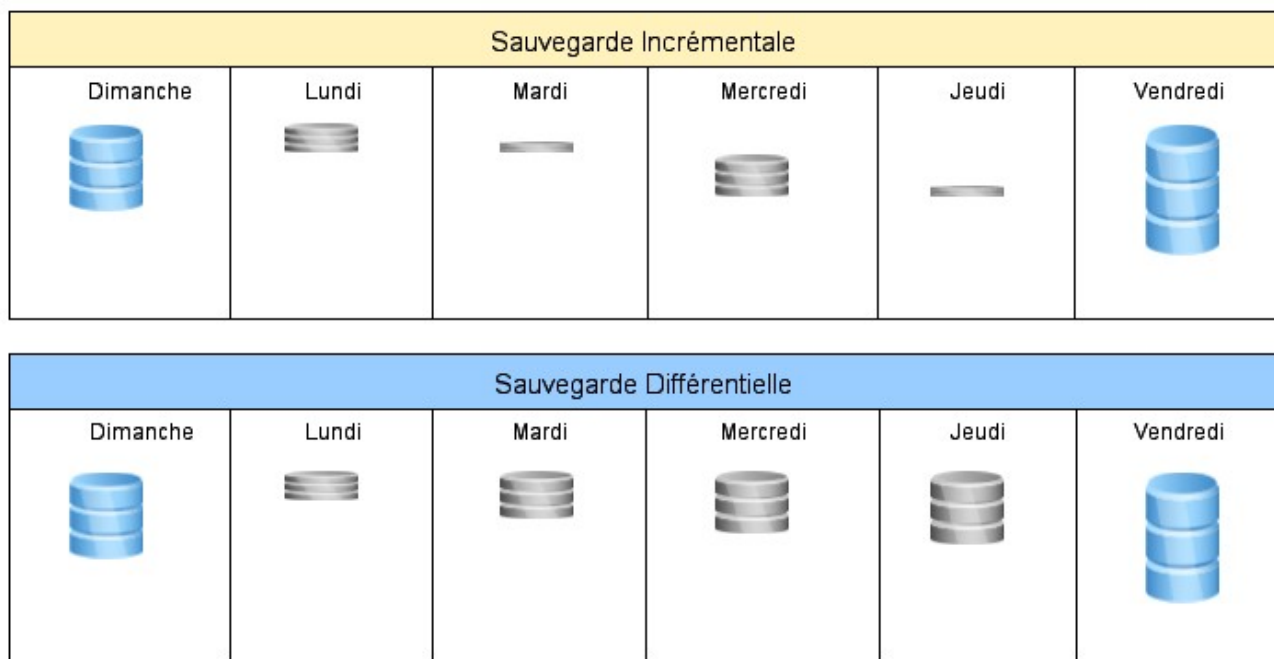 Sauvegarde Incrémentale
Dimanche Lundi Mardi Mercredi Jeudi Vendredi
Sauvegarde Différentielle
Dimanche Lundi Mardi Mercredi Jeudi Vendredi